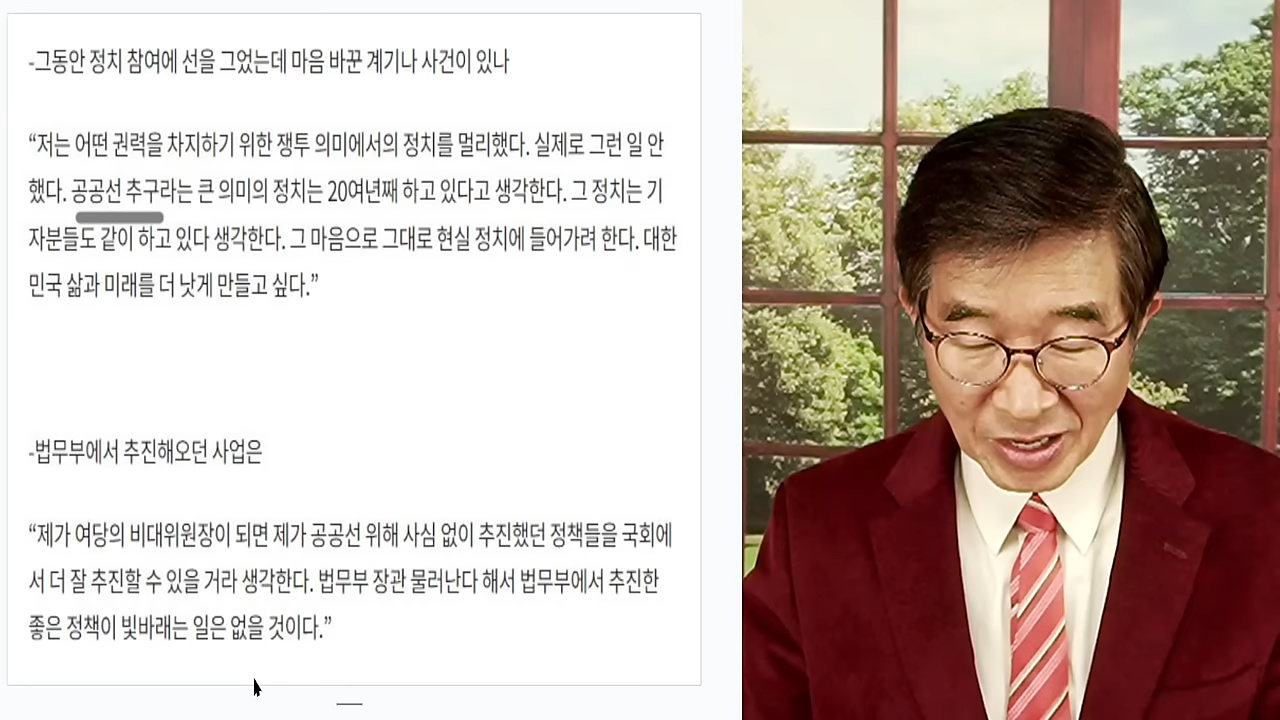 -그동안 정치 참여에 선을 그었는데 마음 바꾼 계기나 사건이 있나
“저는 어떤 권력을 차지하기 위한 쟁투 의미에서의 정치를 멀리했다. 실제로 그런 일 안
했다. 공공선 추구라는 큰 의미의 정치는 20여년째 하고 있다고 생각한다. 그 정치는 기
자분들도 같이 하고 있다 생각한다. 그 마음으로 그대로 현실 정치에 들어가려 한다. 대한
민국 삶과 미래를 더 낫게 만들고 싶다.”
-법무부에서 추진해오던 사업은
“제가 여당의 비대위원장이 되면 제가 공공선 위해 사심 없이 추진했던 정책들을 국회에
서 더 잘 추진할 수 있을 거라 생각한다. 법무부 장관 물러난다 해서 법무부에서 추진한
좋은 정책이 빛바래는 일은 없을 것이다.”